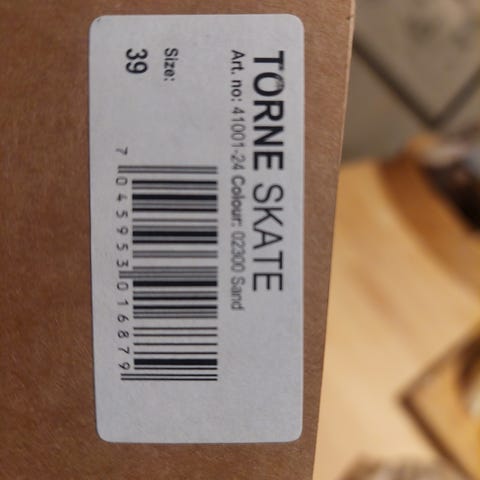 TORNE SKATE
Art. no: 41001-24 Colour: 02300 Sand
Size:
39
7 045953 016879